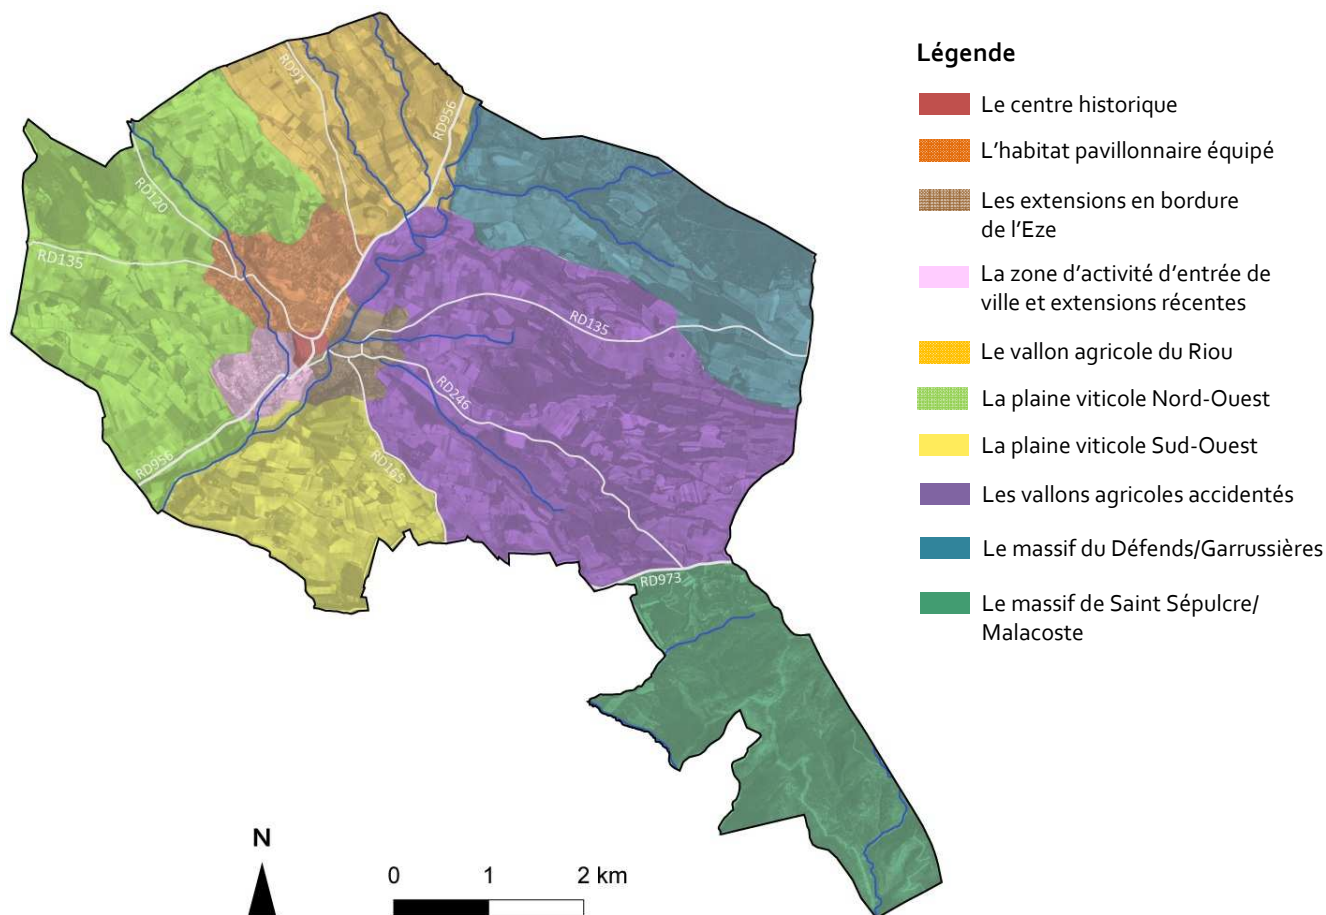 Légende
Le centre historique
L'habitat pavillonnaire équipé
Les extensions en bordure
de l'Eze
La zone d'activité d'entrée de
ville et extensions récentes
Le vallon agricole du Riou
La plaine viticole Nord-Ouest
La plaine viticole Sud-Ouest
Les vallons agricoles accidentés
Le massif du Défends/Garrussières
Le massif de Saint Sépulcre/
Malacoste
RD91
RD956
RD120
RD135
RD135
RD246
RD956
RD165
RD973
N
0 1 2 km